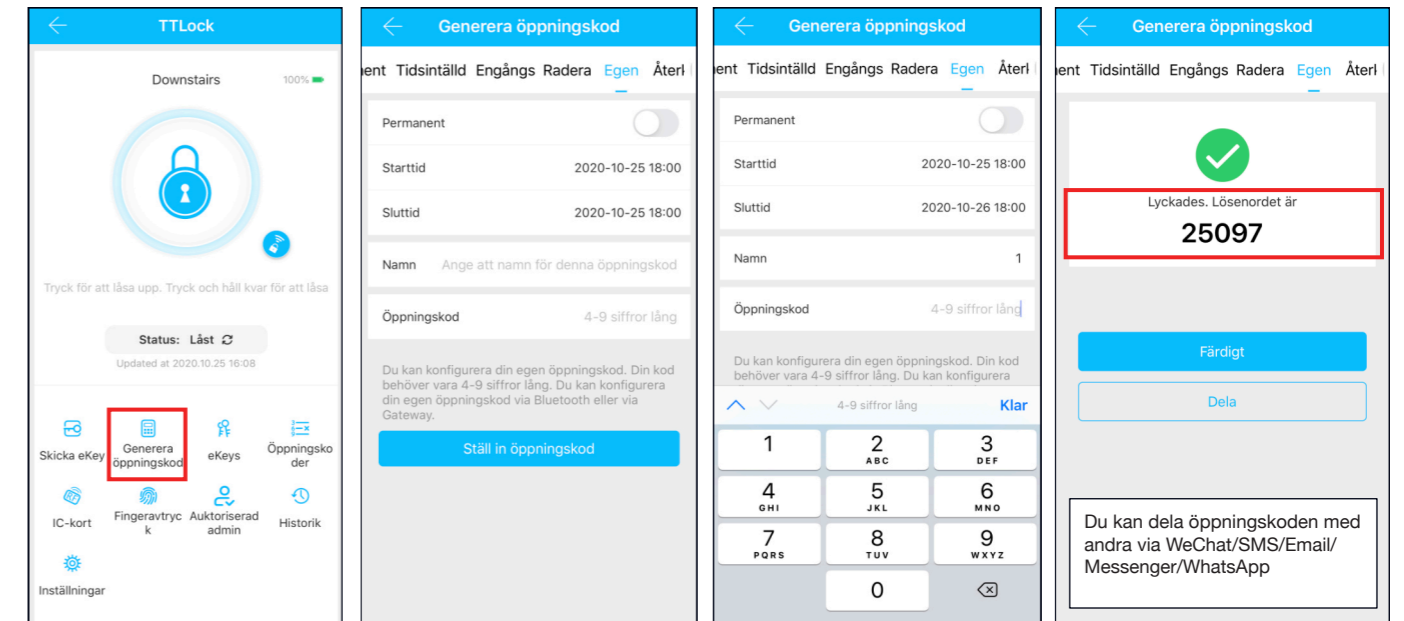 TTLock
Downstairs
100%
Tryck för att låsa upp. Tryck och håll kvar för att låsa
Status: Låst
Updated at 2020.10.25 16:08
Skicka eKey
Generera
öppningskod
eKeys
Öppningsko
der
IC-kort
Fingeravtryc
k
Auktoriserad
admin
Historik
Inställningar
Generera öppningskod
Tidsintälld Engångs Radera Egen
Permanent
Starttid 2020-10-25 18:00
Sluttid 2020-10-25 18:00
Namn Ange att namn för denna öppningskod
Öppningskod 4-9 siffror lång
Du kan konfigurera din egen öppningskod. Din kod
behöver vara 4-9 siffror lång. Du kan konfigurera
din egen öppningskod via Bluetooth eller via
Gateway.
Ställ in öppningskod
Generera öppningskod
Tidsintälld Engångs Radera Egen
Permanent
Starttid 2020-10-25 18:00
Sluttid 2020-10-26 18:00
Namn 1
Öppningskod 4-9 siffror lång
Du kan konfigurera din egen öppningskod. Din kod
behöver vara 4-9 siffror lång. Du kan konfigurera
4-9 siffror lång Klar
1 2 3
ABC DEF
4 5 6
GHI JKL MNO
7 8 9
PQRS TUV WXYZ
0
Generera öppningskod
Tidsintälld Engångs Radera Egen
Lyckades. Lösenordet är
25097
Färdigt
Dela
Du kan dela öppningskoden med
andra via WeChat/SMS/Email/
Messenger/WhatsApp